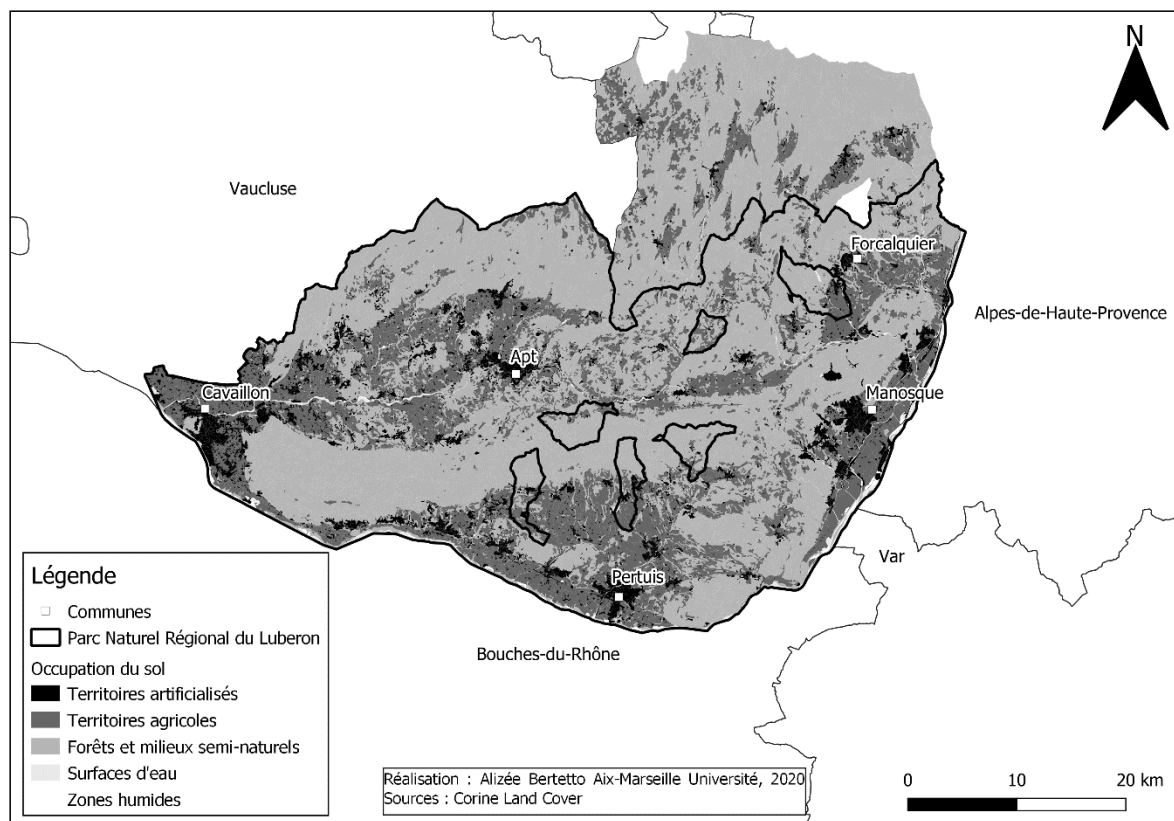 N
Vaucluse
Forcalquier
Alpes-de-Haute-Provence
Apt
Cavaillon
Manosque
Var
Pertuis
Bouches-du-Rhône
Légende
Communes
Parc Naturel Régional du Luberon
Occupation du sol
Territoires artificialisés
Territoires agricoles
Forêts et milieux semi-naturels
Surfaces d'eau
Zones humides
Réalisation : Alizée Bertetto Aix-Marseille Université, 2020
Sources : Corine Land Cover
0 10 20 km